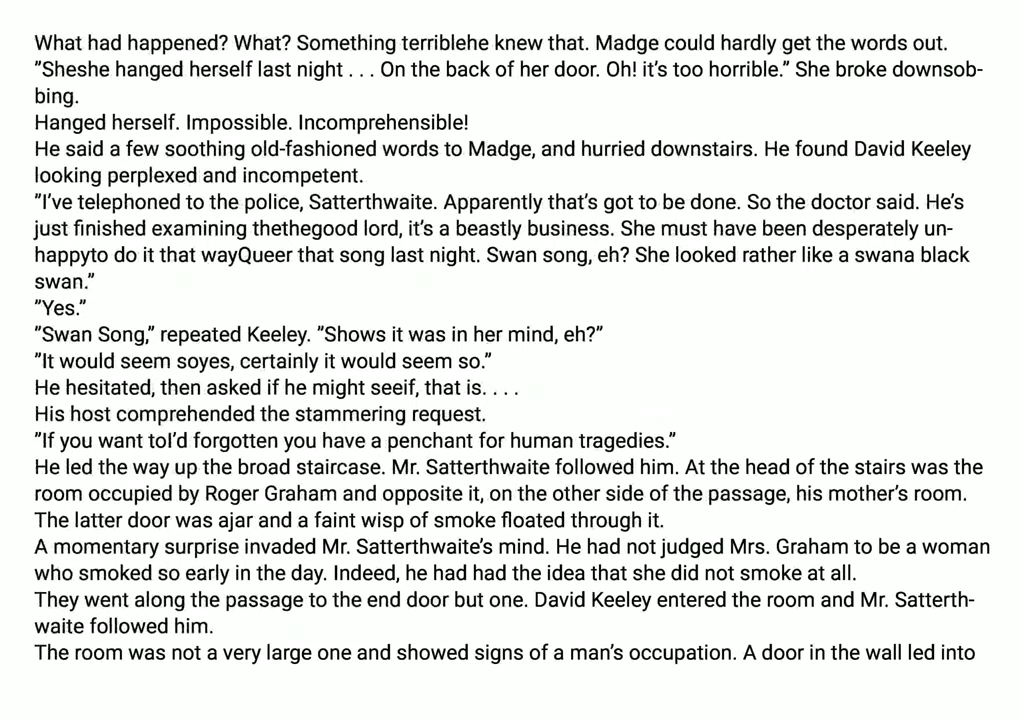 What had happened? What? Something terriblehe knew that. Madge could hardly get the words out.
”Sheshe hanged herself last night . . . On the back of her door. Oh! it’s too horrible.” She broke downsob-
bing.
Hanged herself. Impossible. Incomprehensible!
He said a few soothing old-fashioned words to Madge, and hurried downstairs. He found David Keeley
looking perplexed and incompetent.
”I’ve telephoned to the police, Satterthwaite. Apparently that’s got to be done. So the doctor said. He’s
just finished examining thethegood lord, it’s a beastly business. She must have been desperately un-
happyto do it that wayQueer that song last night. Swan song, eh? She looked rather like a swana black
swan.”
”Yes.”
”Swan Song,” repeated Keeley. ”Shows it was in her mind, eh?”
”It would seem soyes, certainly it would seem so.”
He hesitated, then asked if he might seeif, that is. . . .
His host comprehended the stammering request.
”If you want toI’d forgotten you have a penchant for human tragedies.”
He led the way up the broad staircase. Mr. Satterthwaite followed him. At the head of the stairs was the
room occupied by Roger Graham and opposite it, on the other side of the passage, his mother’s room.
The latter door was ajar and a faint wisp of smoke floated through it.
A momentary surprise invaded Mr. Satterthwaite’s mind. He had not judged Mrs. Graham to be a woman
who smoked so early in the day. Indeed, he had had the idea that she did not smoke at all.
They went along the passage to the end door but one. David Keeley entered the room and Mr. Satterth-
waite followed him.
The room was not a very large one and showed signs of a man’s occupation. A door in the wall led into